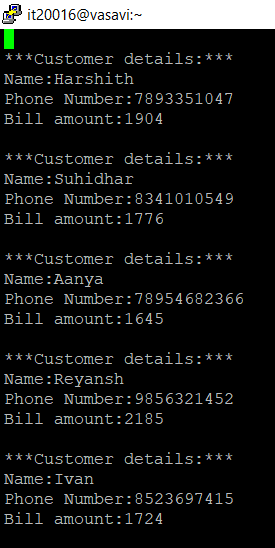 it20016@vasavi:~
***Customer details:***
Name:Harshith
Phone Number:7893351047
Bill amount:1904
***Customer details:***
Name:Suhidhar
Phone Number:8341010549
Bill amount:1776
***Customer details:***
Name:Aanya
Phone Number:78954682366
Bill amount:1645
***Customer details:***
Name:Reyansh
Phone Number:9856321452
Bill amount:2185
***Customer details:***
Name:Ivan
Phone Number:8523697415
Bill amount:1724